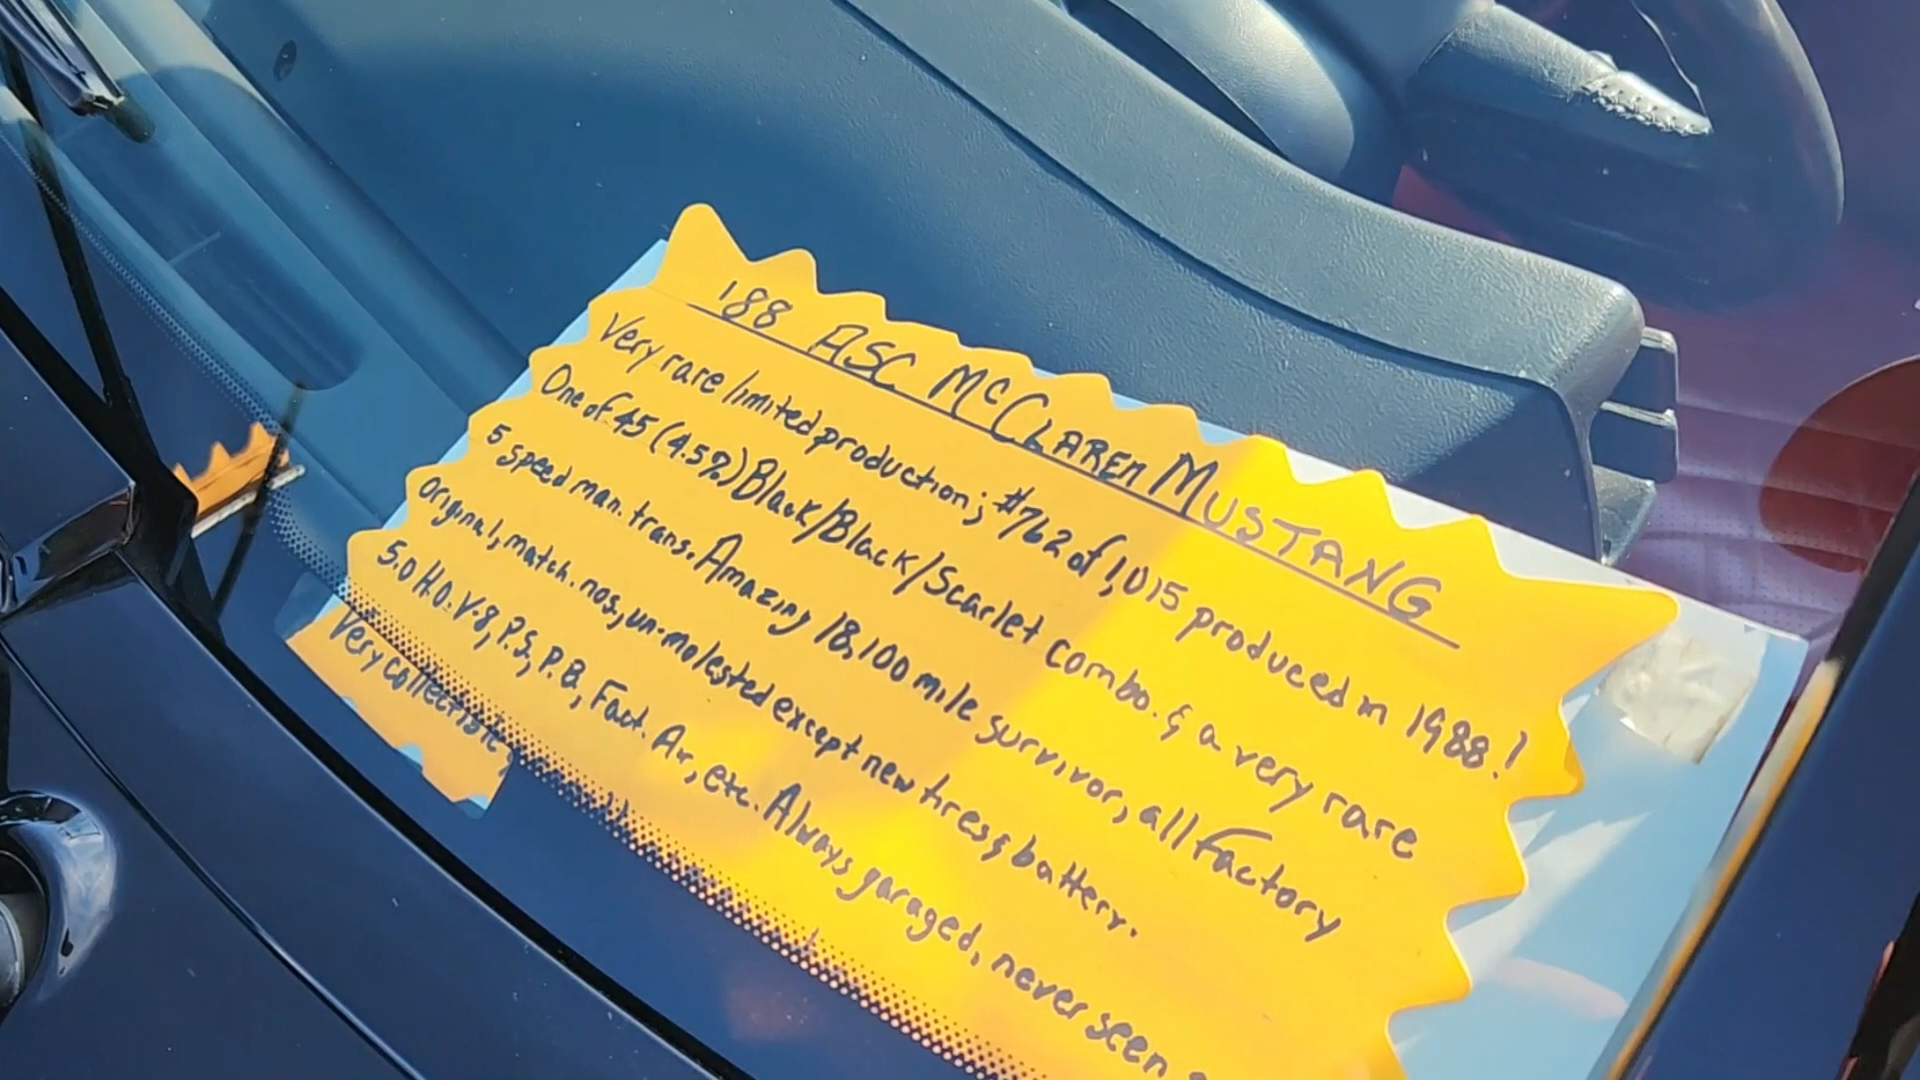 '88 ASC McCLAREN MUSTANG
Very rare limited production; #762 of 1,015 produced in 1988!
One of 45 (4.5%) Black/Black/Scarlet combo. & a very rare
5 speed man. trans. Amazing 18,100 mile survivor, all factory
original, match. nos, un-molested except new tires & battery.
5.0 H.O. V-8, P.S, P.B, Fact. Air, etc. Always garaged, never seen
Very collectible